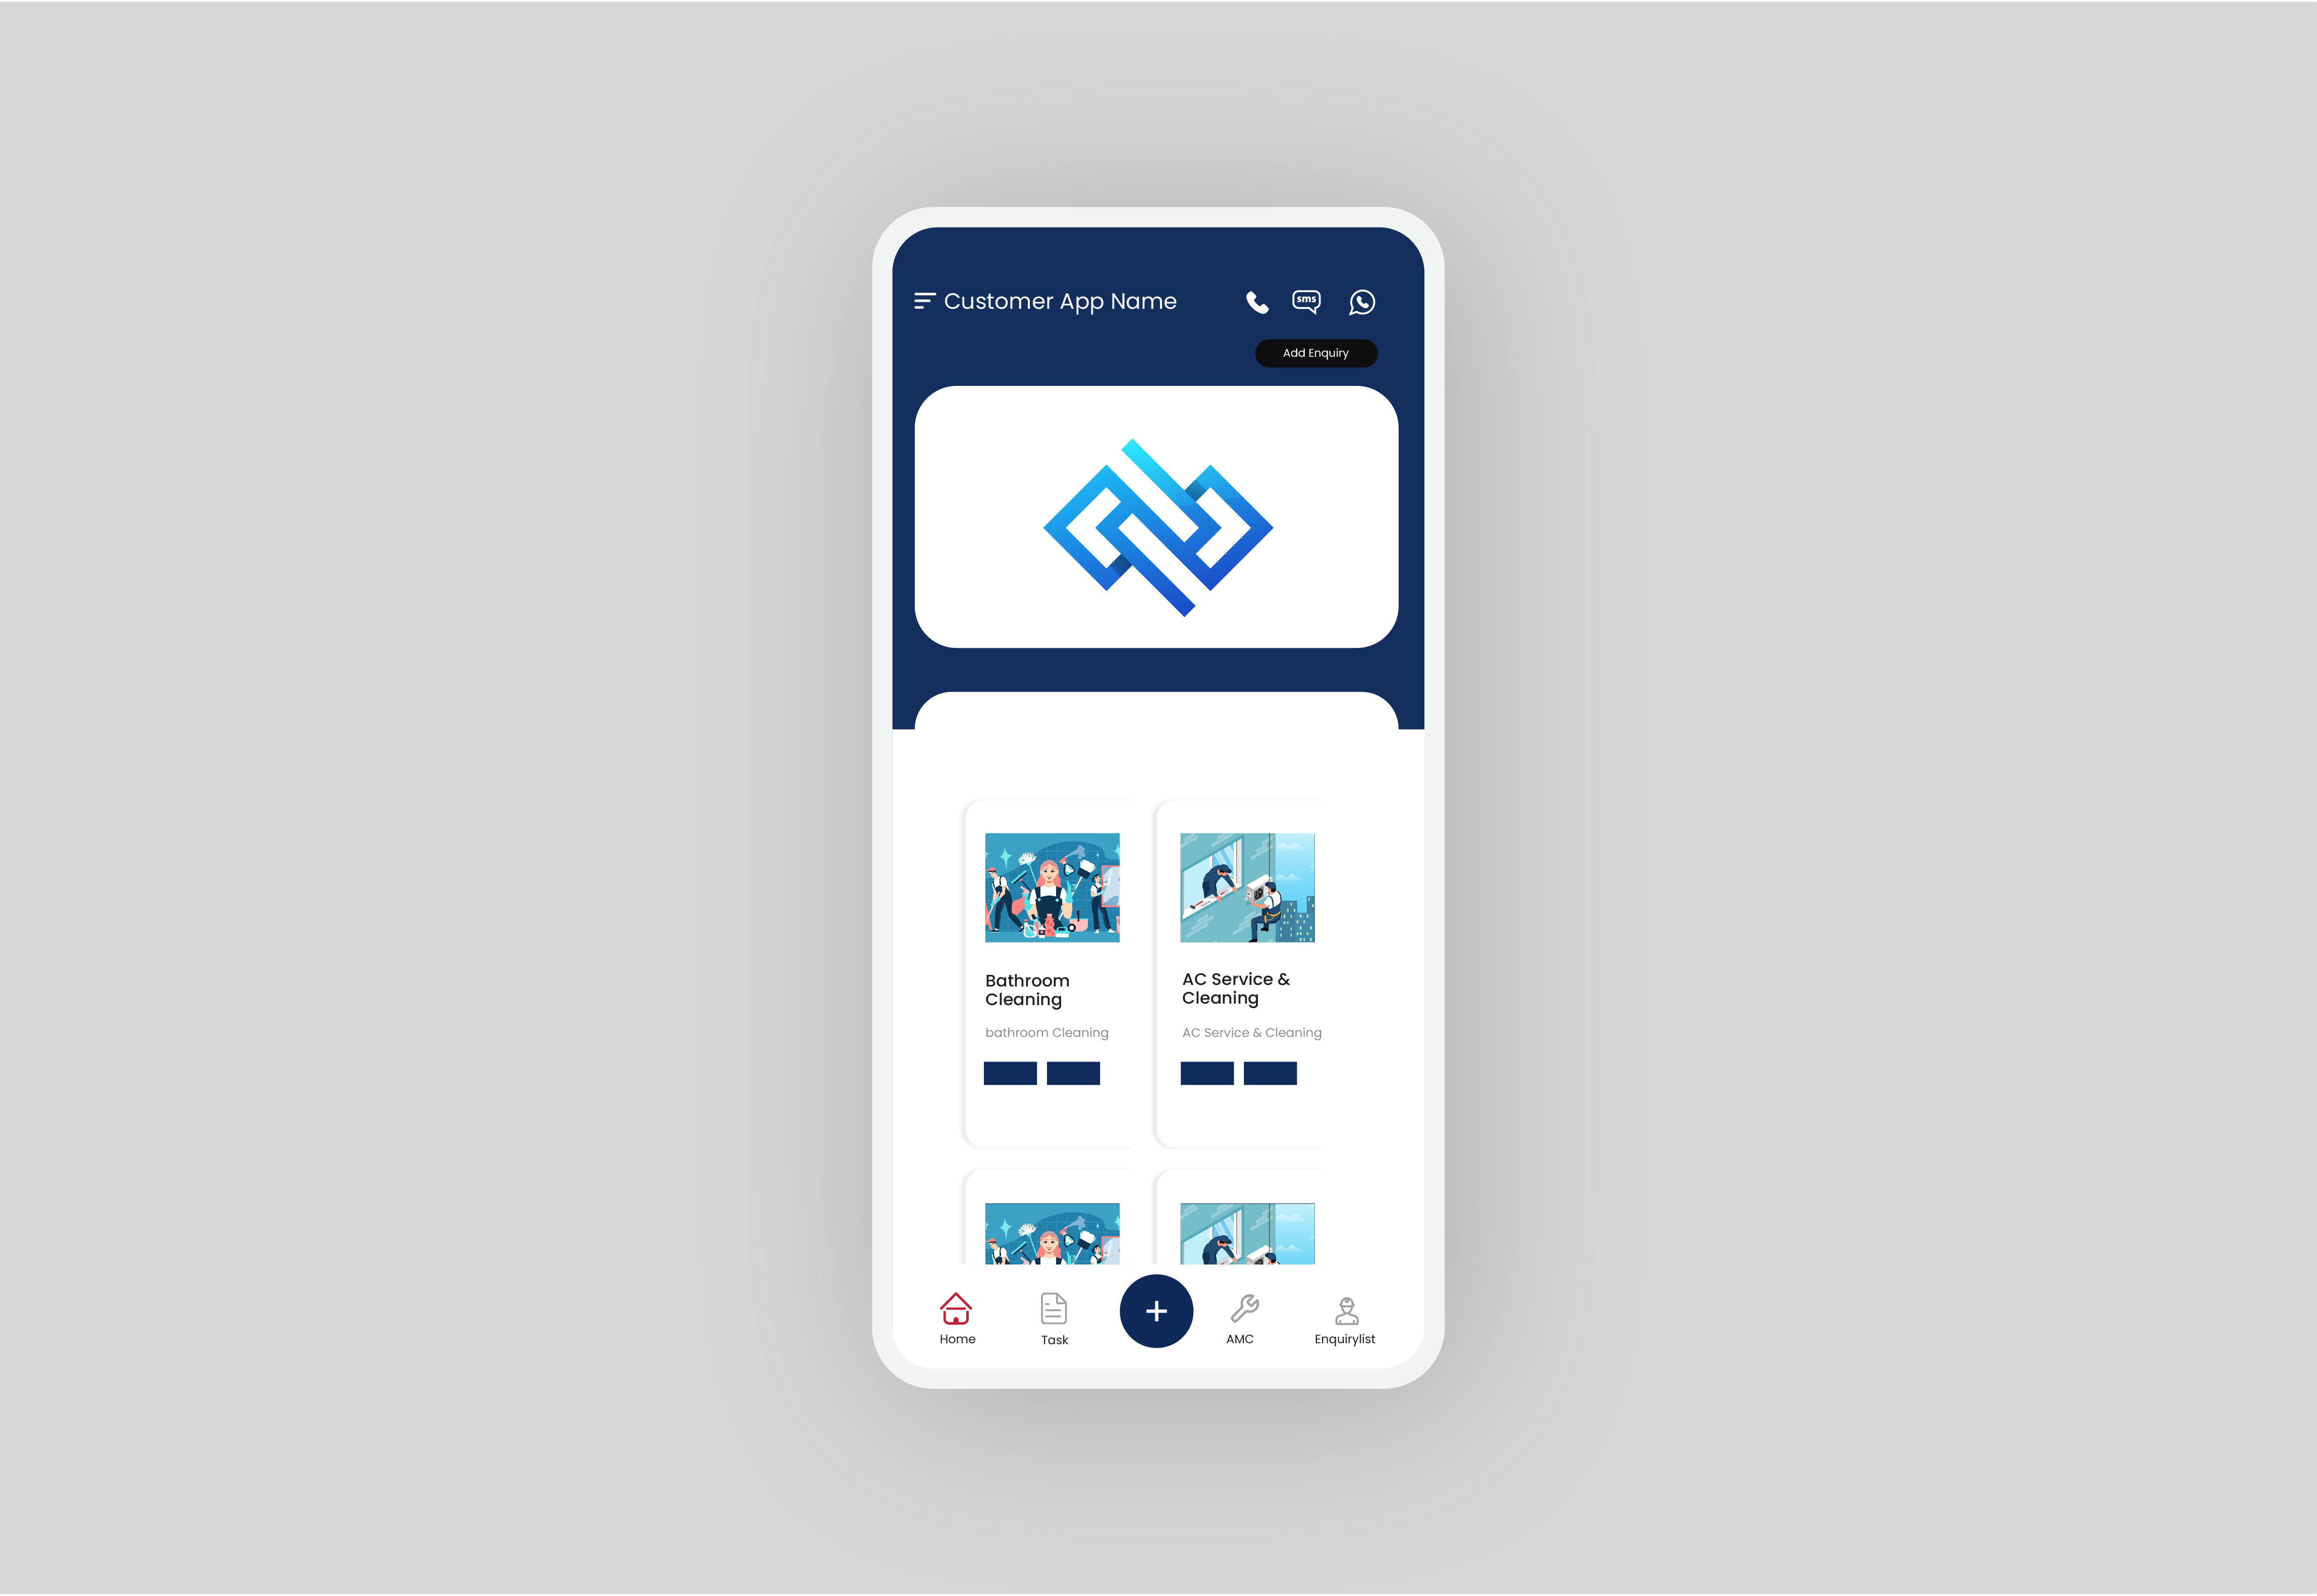 Customer App Name
sms
Add Enquiry
Bathroom
Cleaning
bathroom Cleaning
AC Service &
Cleaning
AC Service & Cleaning
Home
Task
AMC
Enquirylist